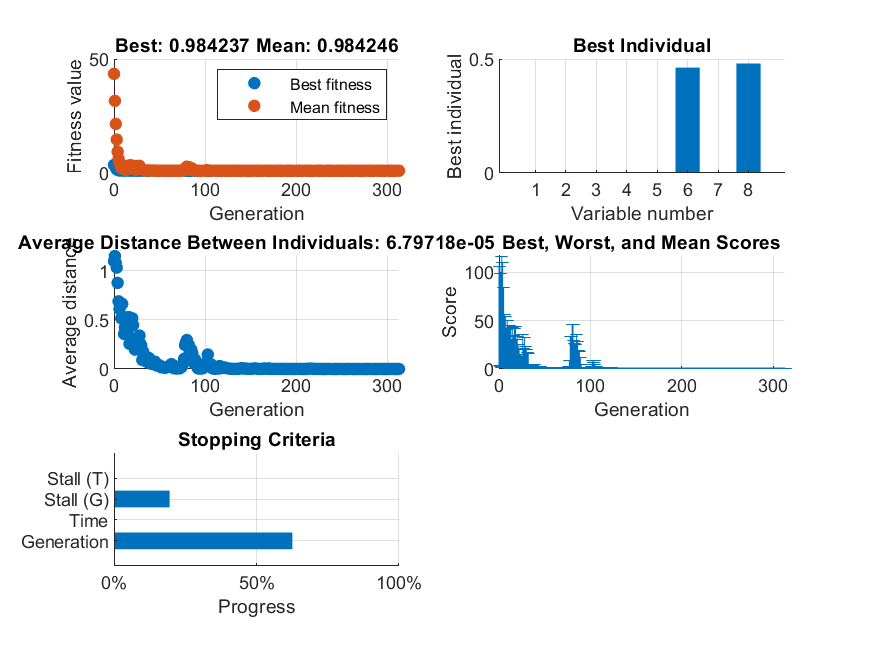 Best: 0.984237 Mean: 0.984246
Fitness value
50
0
Best fitness
Mean fitness
0 100 200 300
Generation
Best Individual
Best individual
0.5
0
1 2 3 4 5 6 7 8
Variable number
Average Distance Between Individuals: 6.79718e-05
Average distance
1
0.5
0
0 100 200 300
Generation
Best, Worst, and Mean Scores
Score
100
50
0
0 100 200 300
Generation
Stopping Criteria
Stall (T)
Stall (G)
Time
Generation
0% 50% 100%
Progress